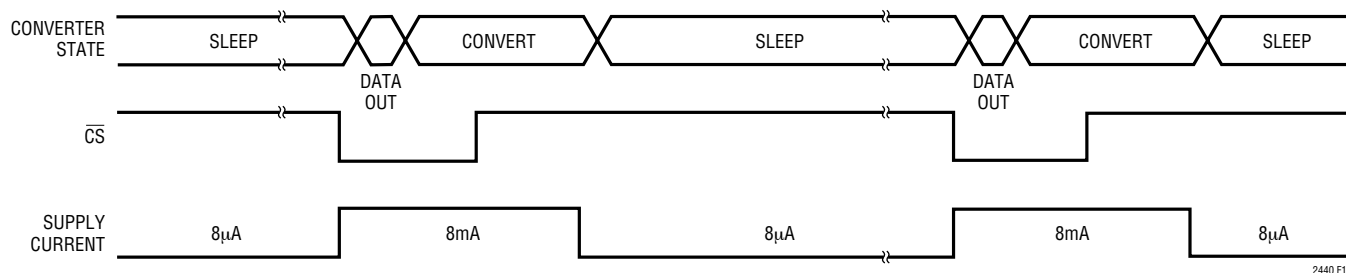 CONVERTER
STATE
SLEEP
CONVERT
SLEEP
CONVERT
SLEEP
DATA
OUT
DATA
OUT
CS
SUPPLY
CURRENT
8µA
8mA
8µA
8mA
8µA
2440 F1